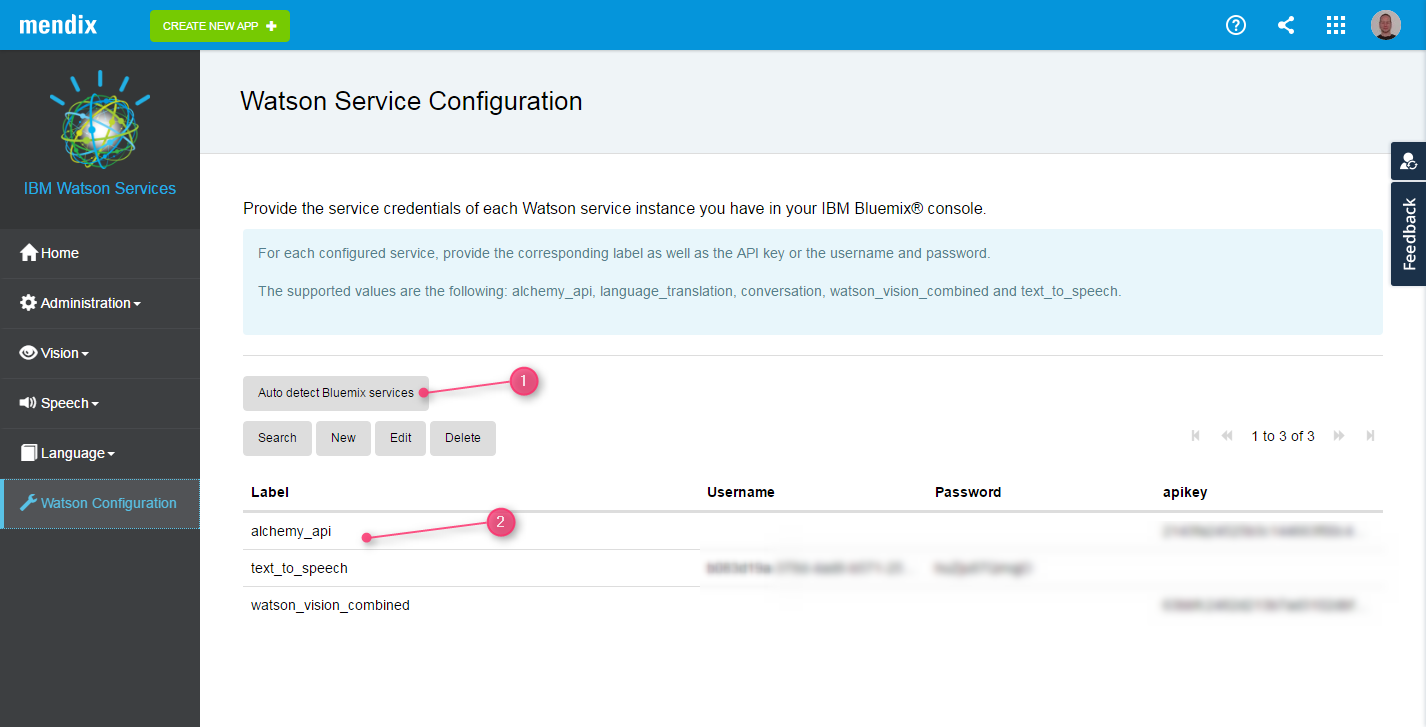 mendix
CREATE NEW APP
IBM Watson Services
Home
Administration
Vision
Speech
Language
Watson Configuration
Watson Service Configuration
Feedback
Provide the service credentials of each Watson service instance you have in your IBM Bluemix® console.
For each configured service, provide the corresponding label as well as the API key or the username and password.
The supported values are the following: alchemy_api, language_translation, conversation, watson_vision_combined and text_to_speech.
Auto detect Bluemix services
1
Search New Edit Delete
1 to 3 of 3
Label Username Password apikey
alchemy_api
2
text_to_speech
watson_vision_combined